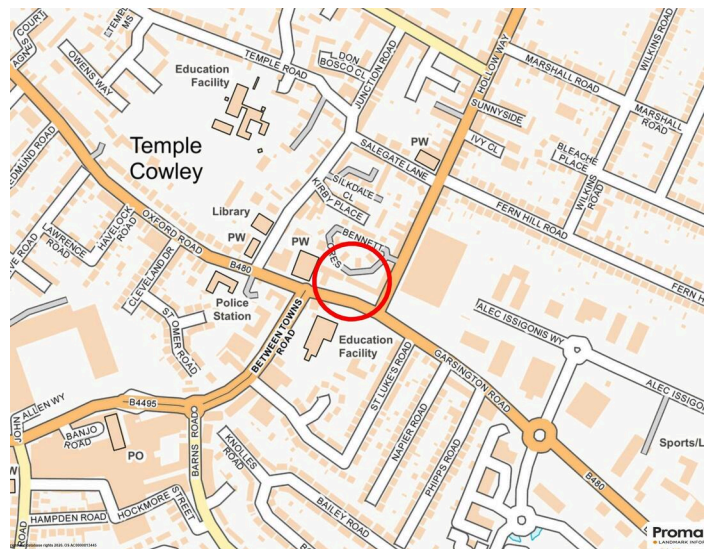 COURT
AGNES
OWENS WAY
TEMPLE ROAD
DON
BOSCO CL
JUNCTION ROAD
HOLLOW WAY
WILKINS ROAD
MARSHALL ROAD
MARSHALL
ROAD
Education
Facility
Temple
Cowley
SUNNYSIDE
IVY CL
BLEACHE
PLACE
WILKINS
ROAD
PW
SALEGATE LANE
SILKDALE
CL
KIRBY PLACE
FERN HILL ROAD
EDMUND ROAD
Library
PW
PW
BENNETT
CRES
OXFORD ROAD
HAVELOCK
ROAD
LAWRENCE
ROAD
CLEVELAND DR
B480
FERN H
Police
Station
ALEC ISSIGONIS WY
BETWEEN TOWNS
ROAD
Education
Facility
ST OMER ROAD
GARSINGTON ROAD
ST LUKE'S ROAD
ALEC ISSIGO
ALLEN WY
JOHN
B4495
BARNS ROAD
NAPIER ROAD
PHIPPS ROAD
BANJO
ROAD
PO
KNOLLES
ROAD
B480
Sports/L
HOCKMORE
STREET
HAMPDEN ROAD
BAILEY ROAD
ROAD
Proma
LANDMARK INFOR